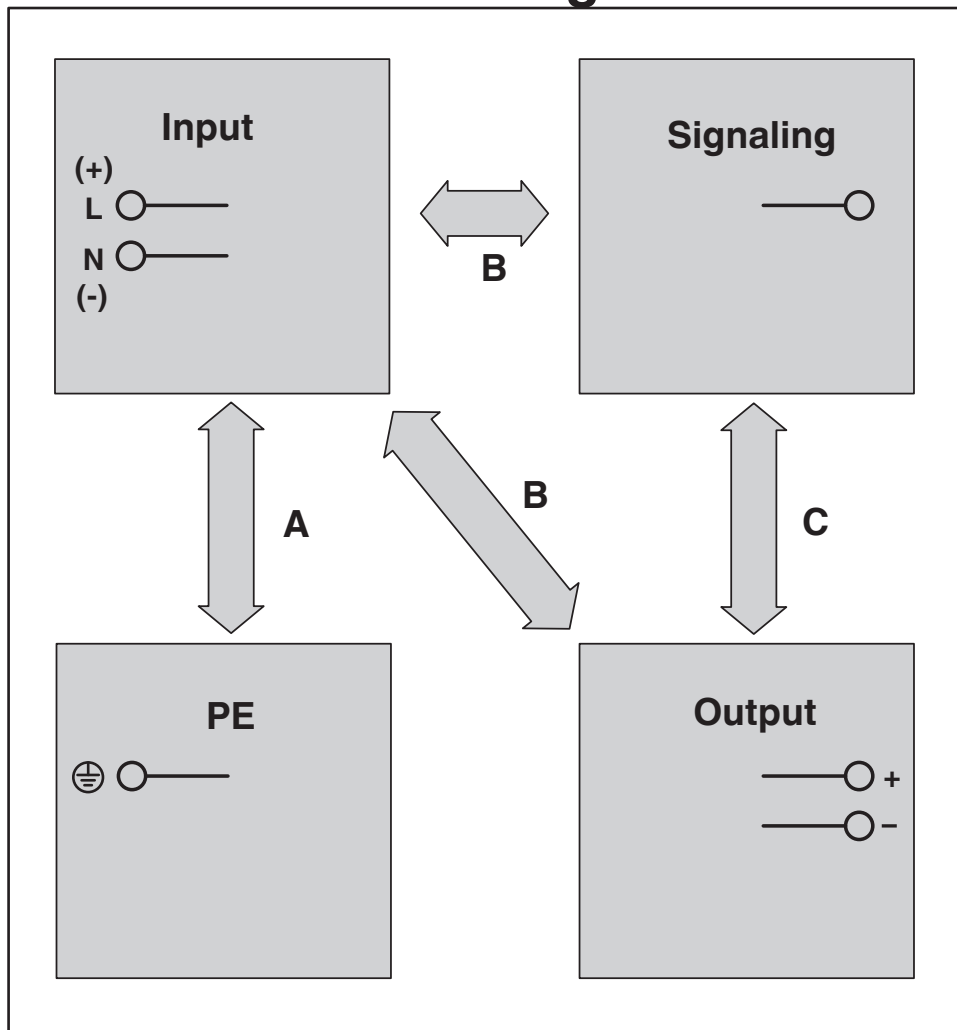 Input
(+)
L
N
(-)
Signaling
B
A
B
C
PE
Output
+
–